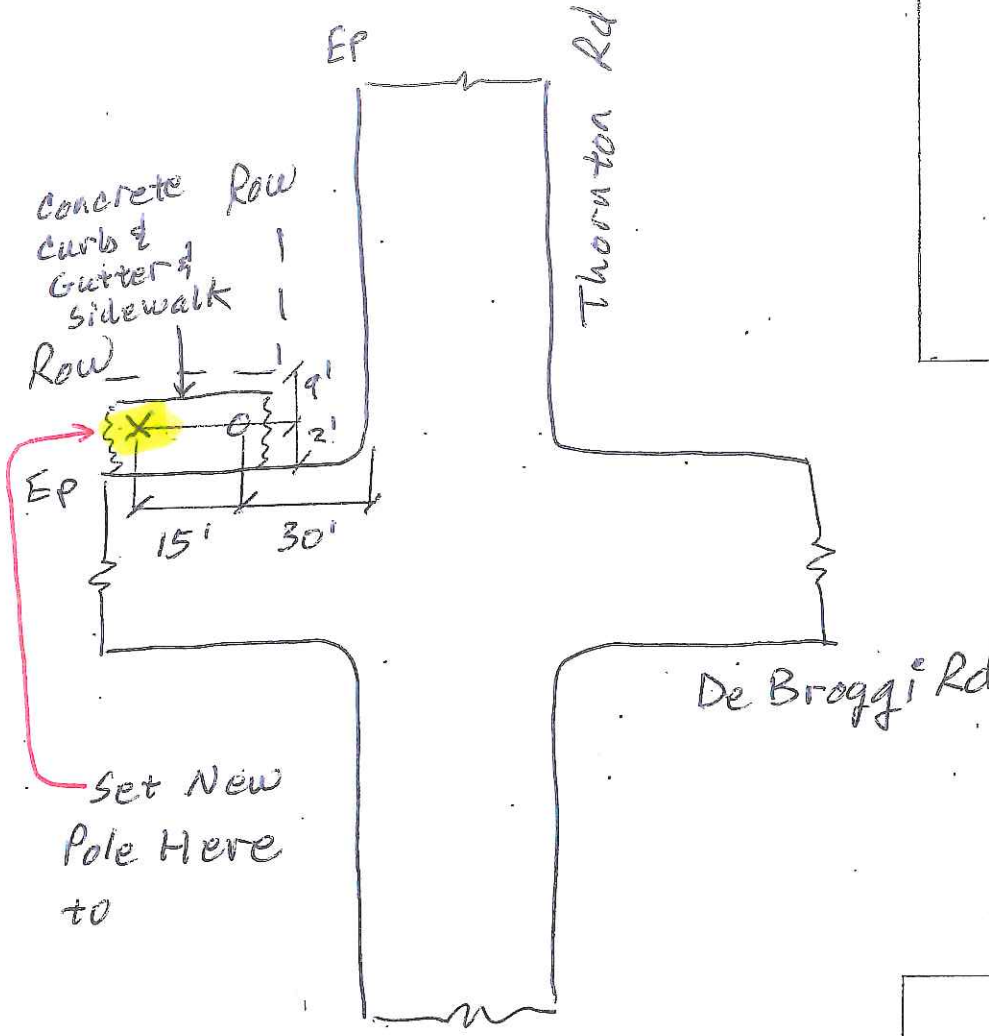 EP
Thornton Rd
concrete
curb &
Gutter &
sidewalk
Row
Row
9'
2'
EP
15'
30'
De Broggi Rd
Set New
Pole Here
to